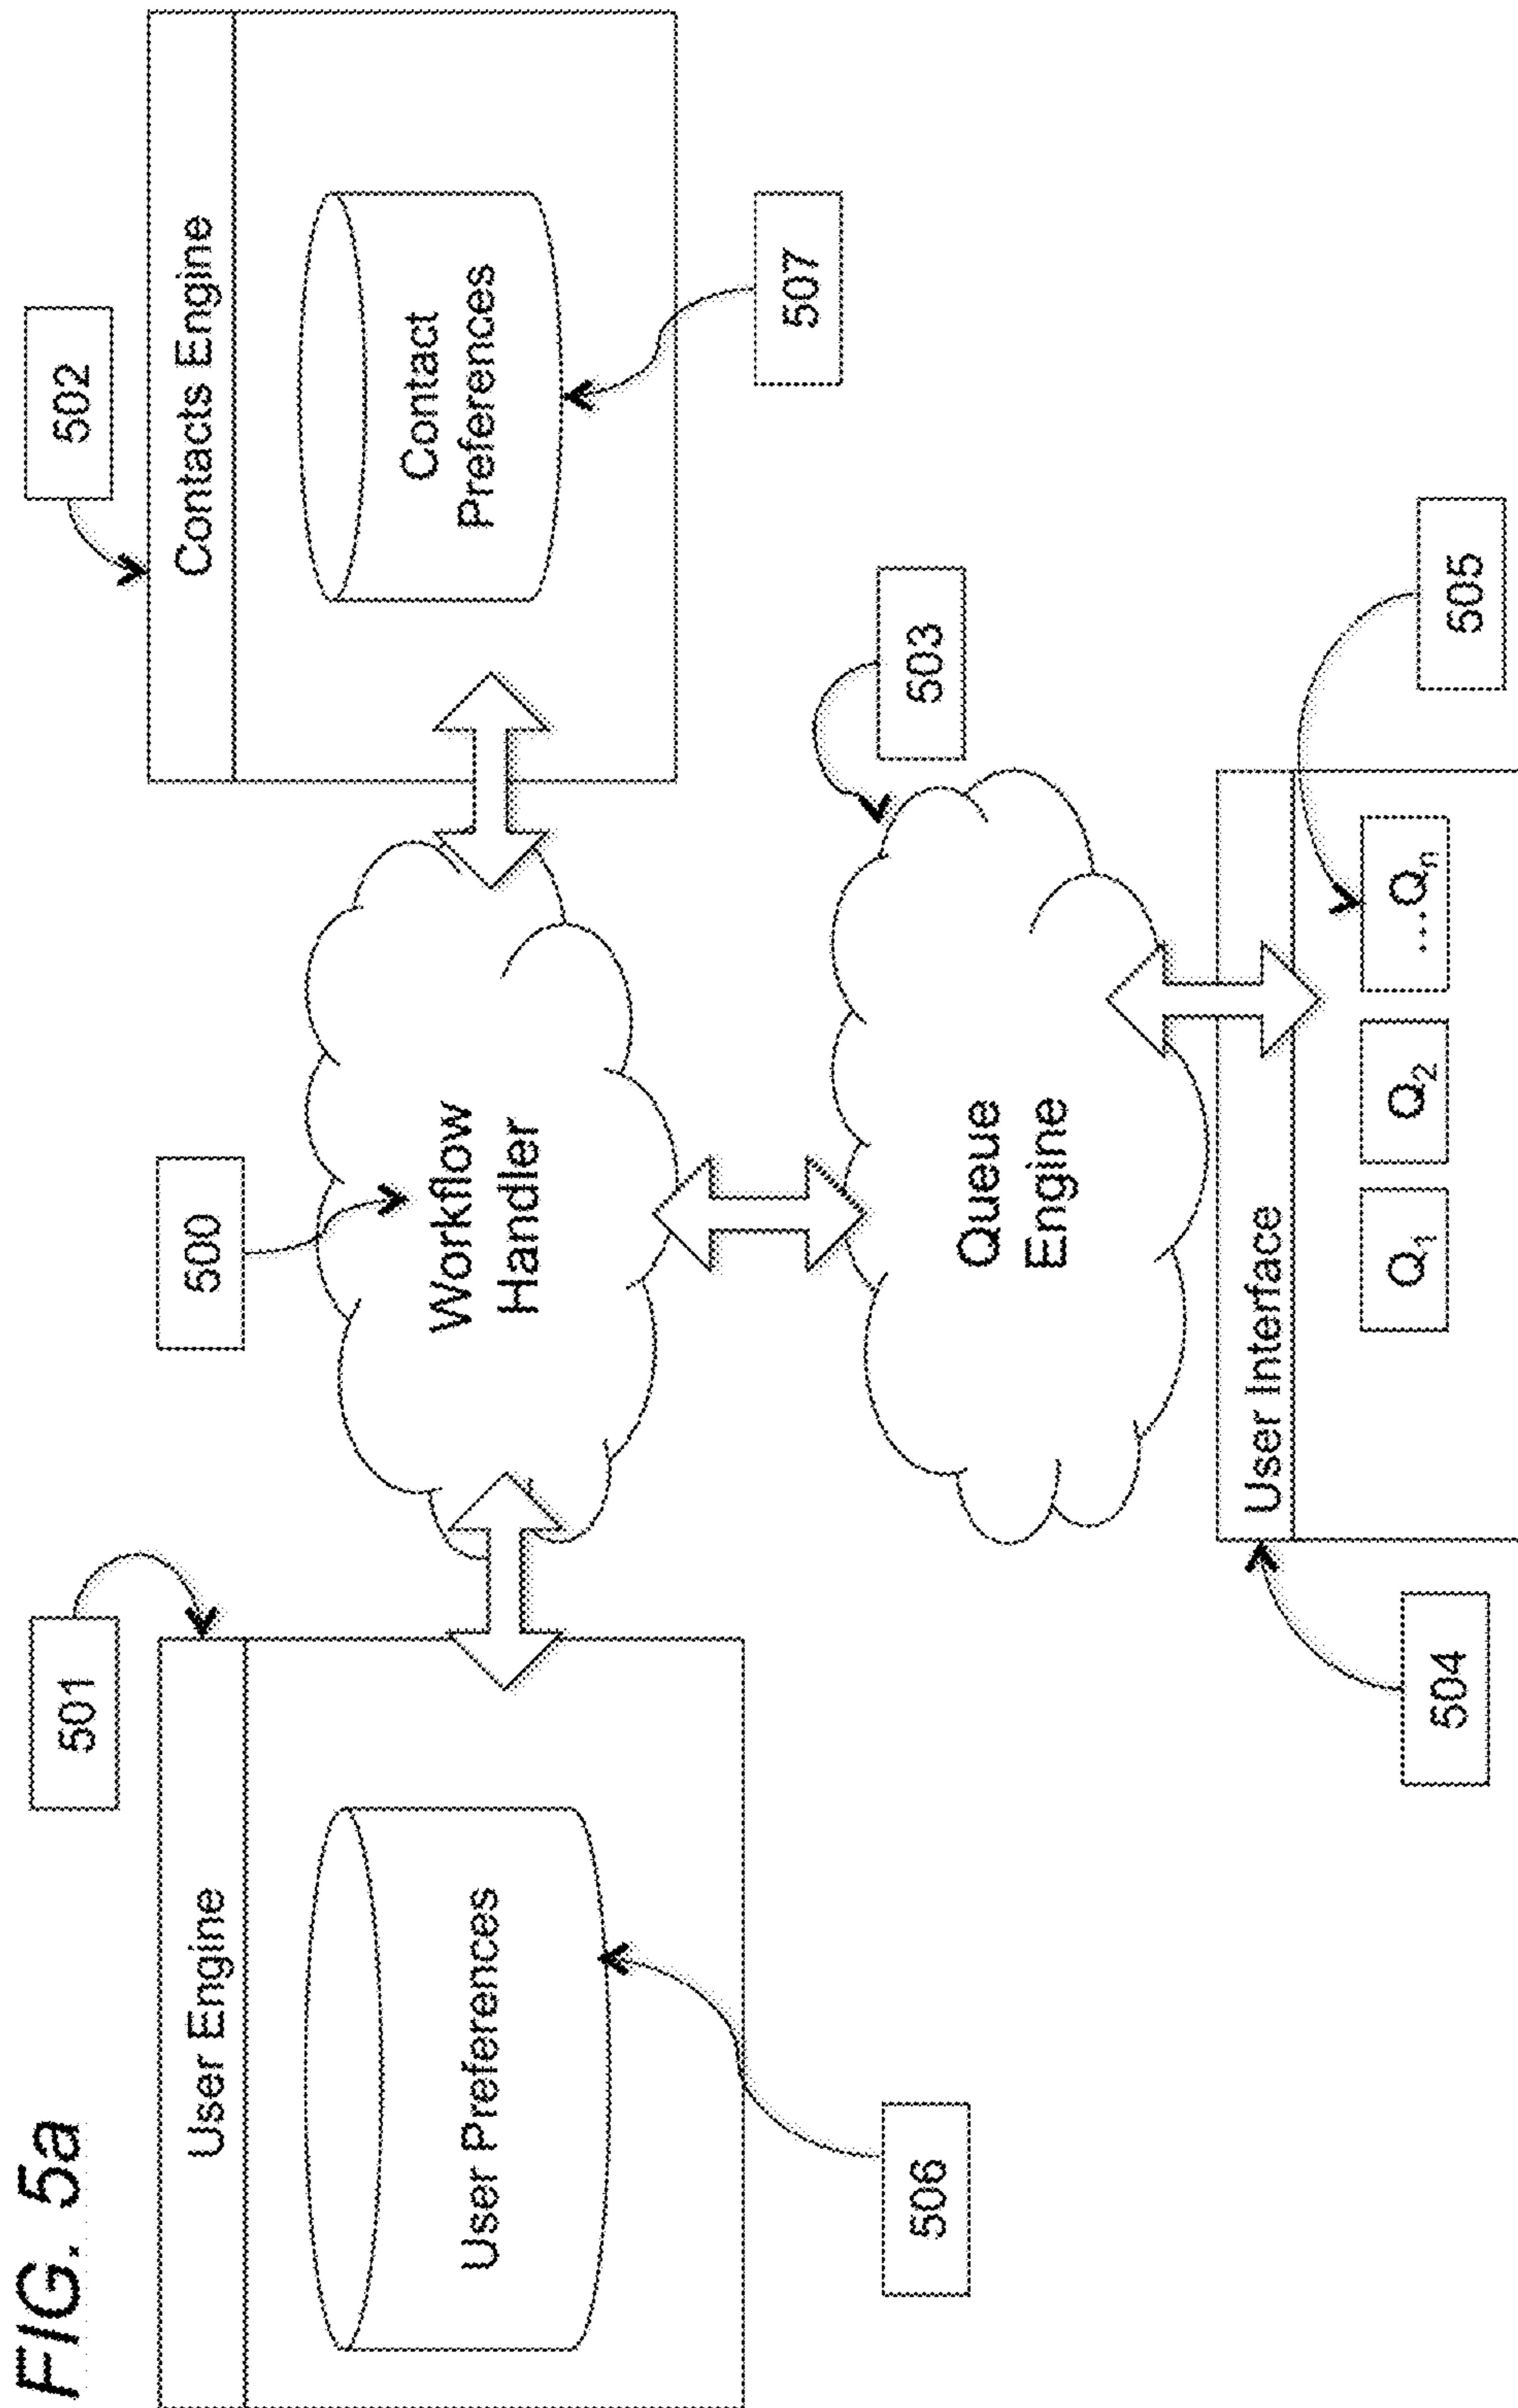 FIG. 5a
501
502
User Engine
500
Contacts Engine
User Preferences
Workflow
Handler
Contact
Preferences
506
503
507
Queue
Engine
504
User Interface
505
Q1
Q2
...Qn